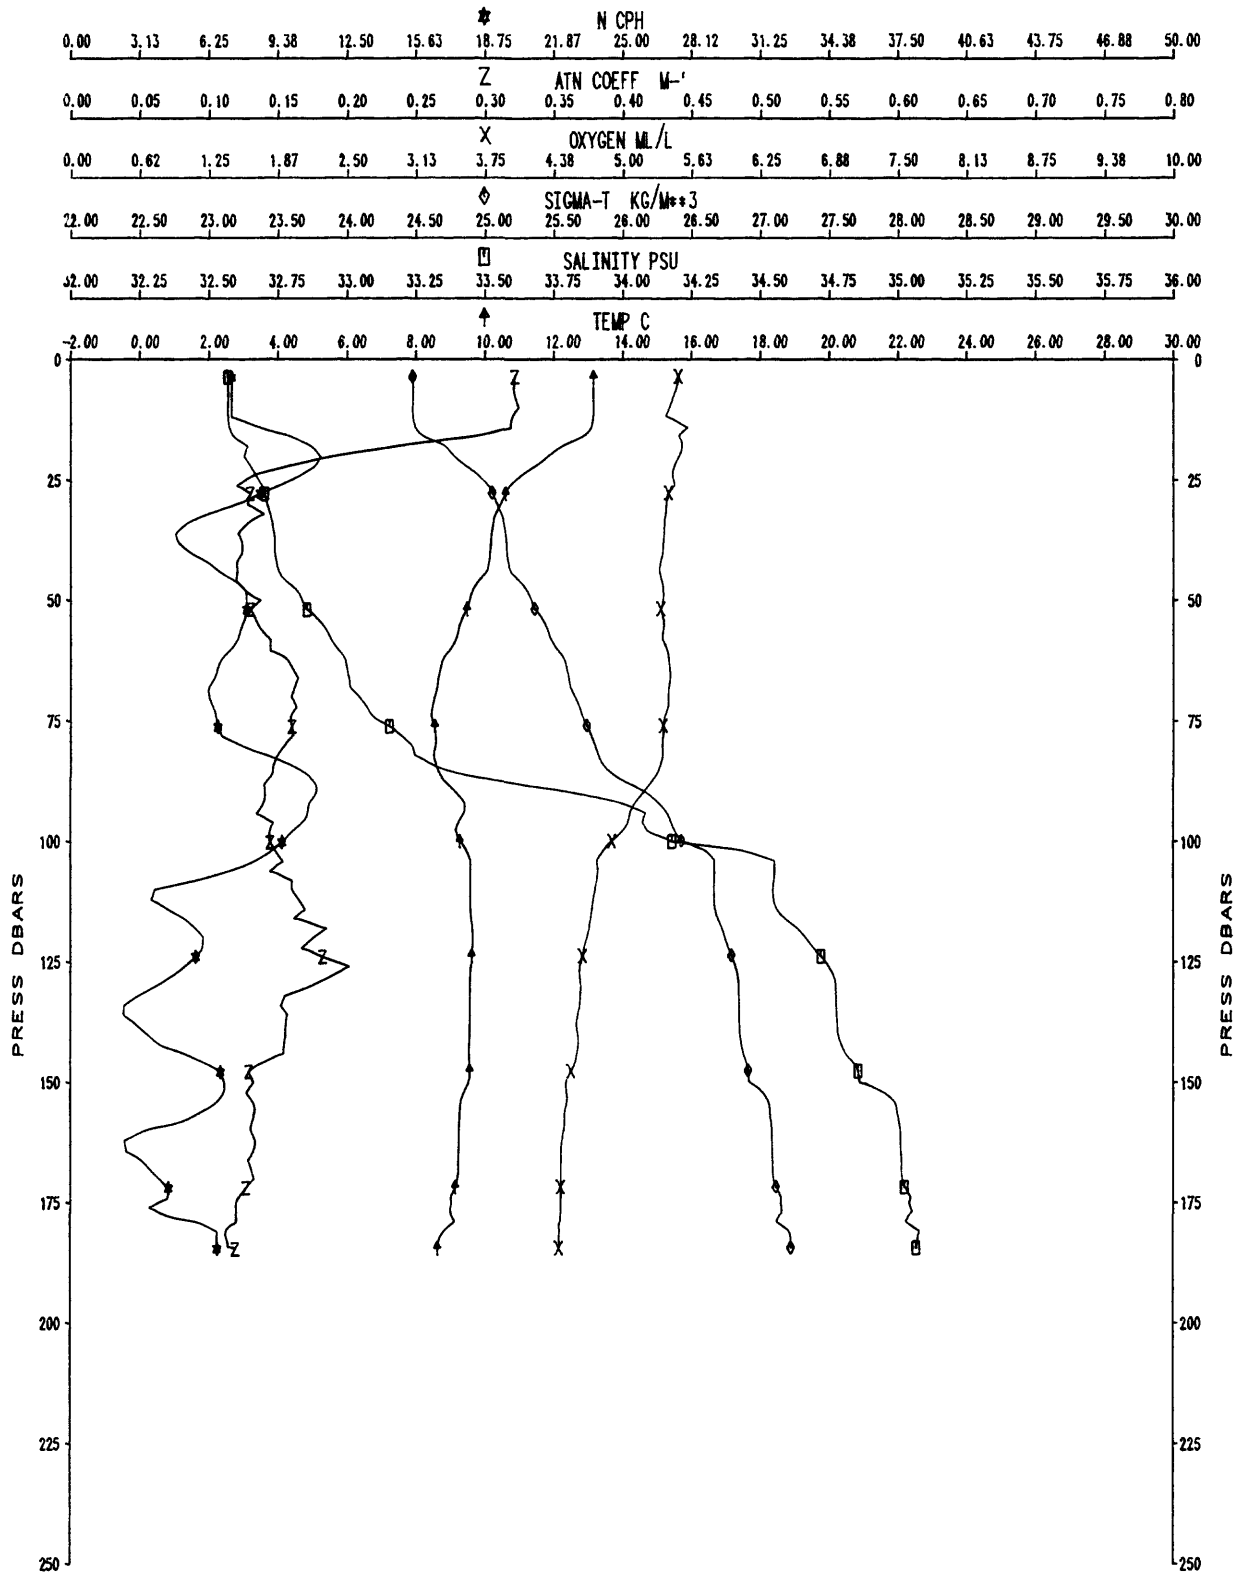 N CPH
0.00 3.13 6.25 9.38 12.50 15.63 18.75 21.87 25.00 28.12 31.25 34.38 37.50 40.63 43.75 46.88 50.00
Z ATN COEFF M-'
0.00 0.05 0.10 0.15 0.20 0.25 0.30 0.35 0.40 0.45 0.50 0.55 0.60 0.65 0.70 0.75 0.80
X OXYGEN ML/L
0.00 0.62 1.25 1.87 2.50 3.13 3.75 4.38 5.00 5.63 6.25 6.88 7.50 8.13 8.75 9.38 10.00
SIGMA-T KG/M**3
22.00 22.50 23.00 23.50 24.00 24.50 25.00 25.50 26.00 26.50 27.00 27.50 28.00 28.50 29.00 29.50 30.00
SALINITY PSU
32.00 32.25 32.50 32.75 33.00 33.25 33.50 33.75 34.00 34.25 34.50 34.75 35.00 35.25 35.50 35.75 36.00
TEMP C
-2.00 0.00 2.00 4.00 6.00 8.00 10.00 12.00 14.00 16.00 18.00 20.00 22.00 24.00 26.00 28.00 30.00
0 0
25 25
50 50
75 75
100 100
125 125
150 150
175 175
200 200
225 225
250 250
PRESS DBARS
PRESS DBARS